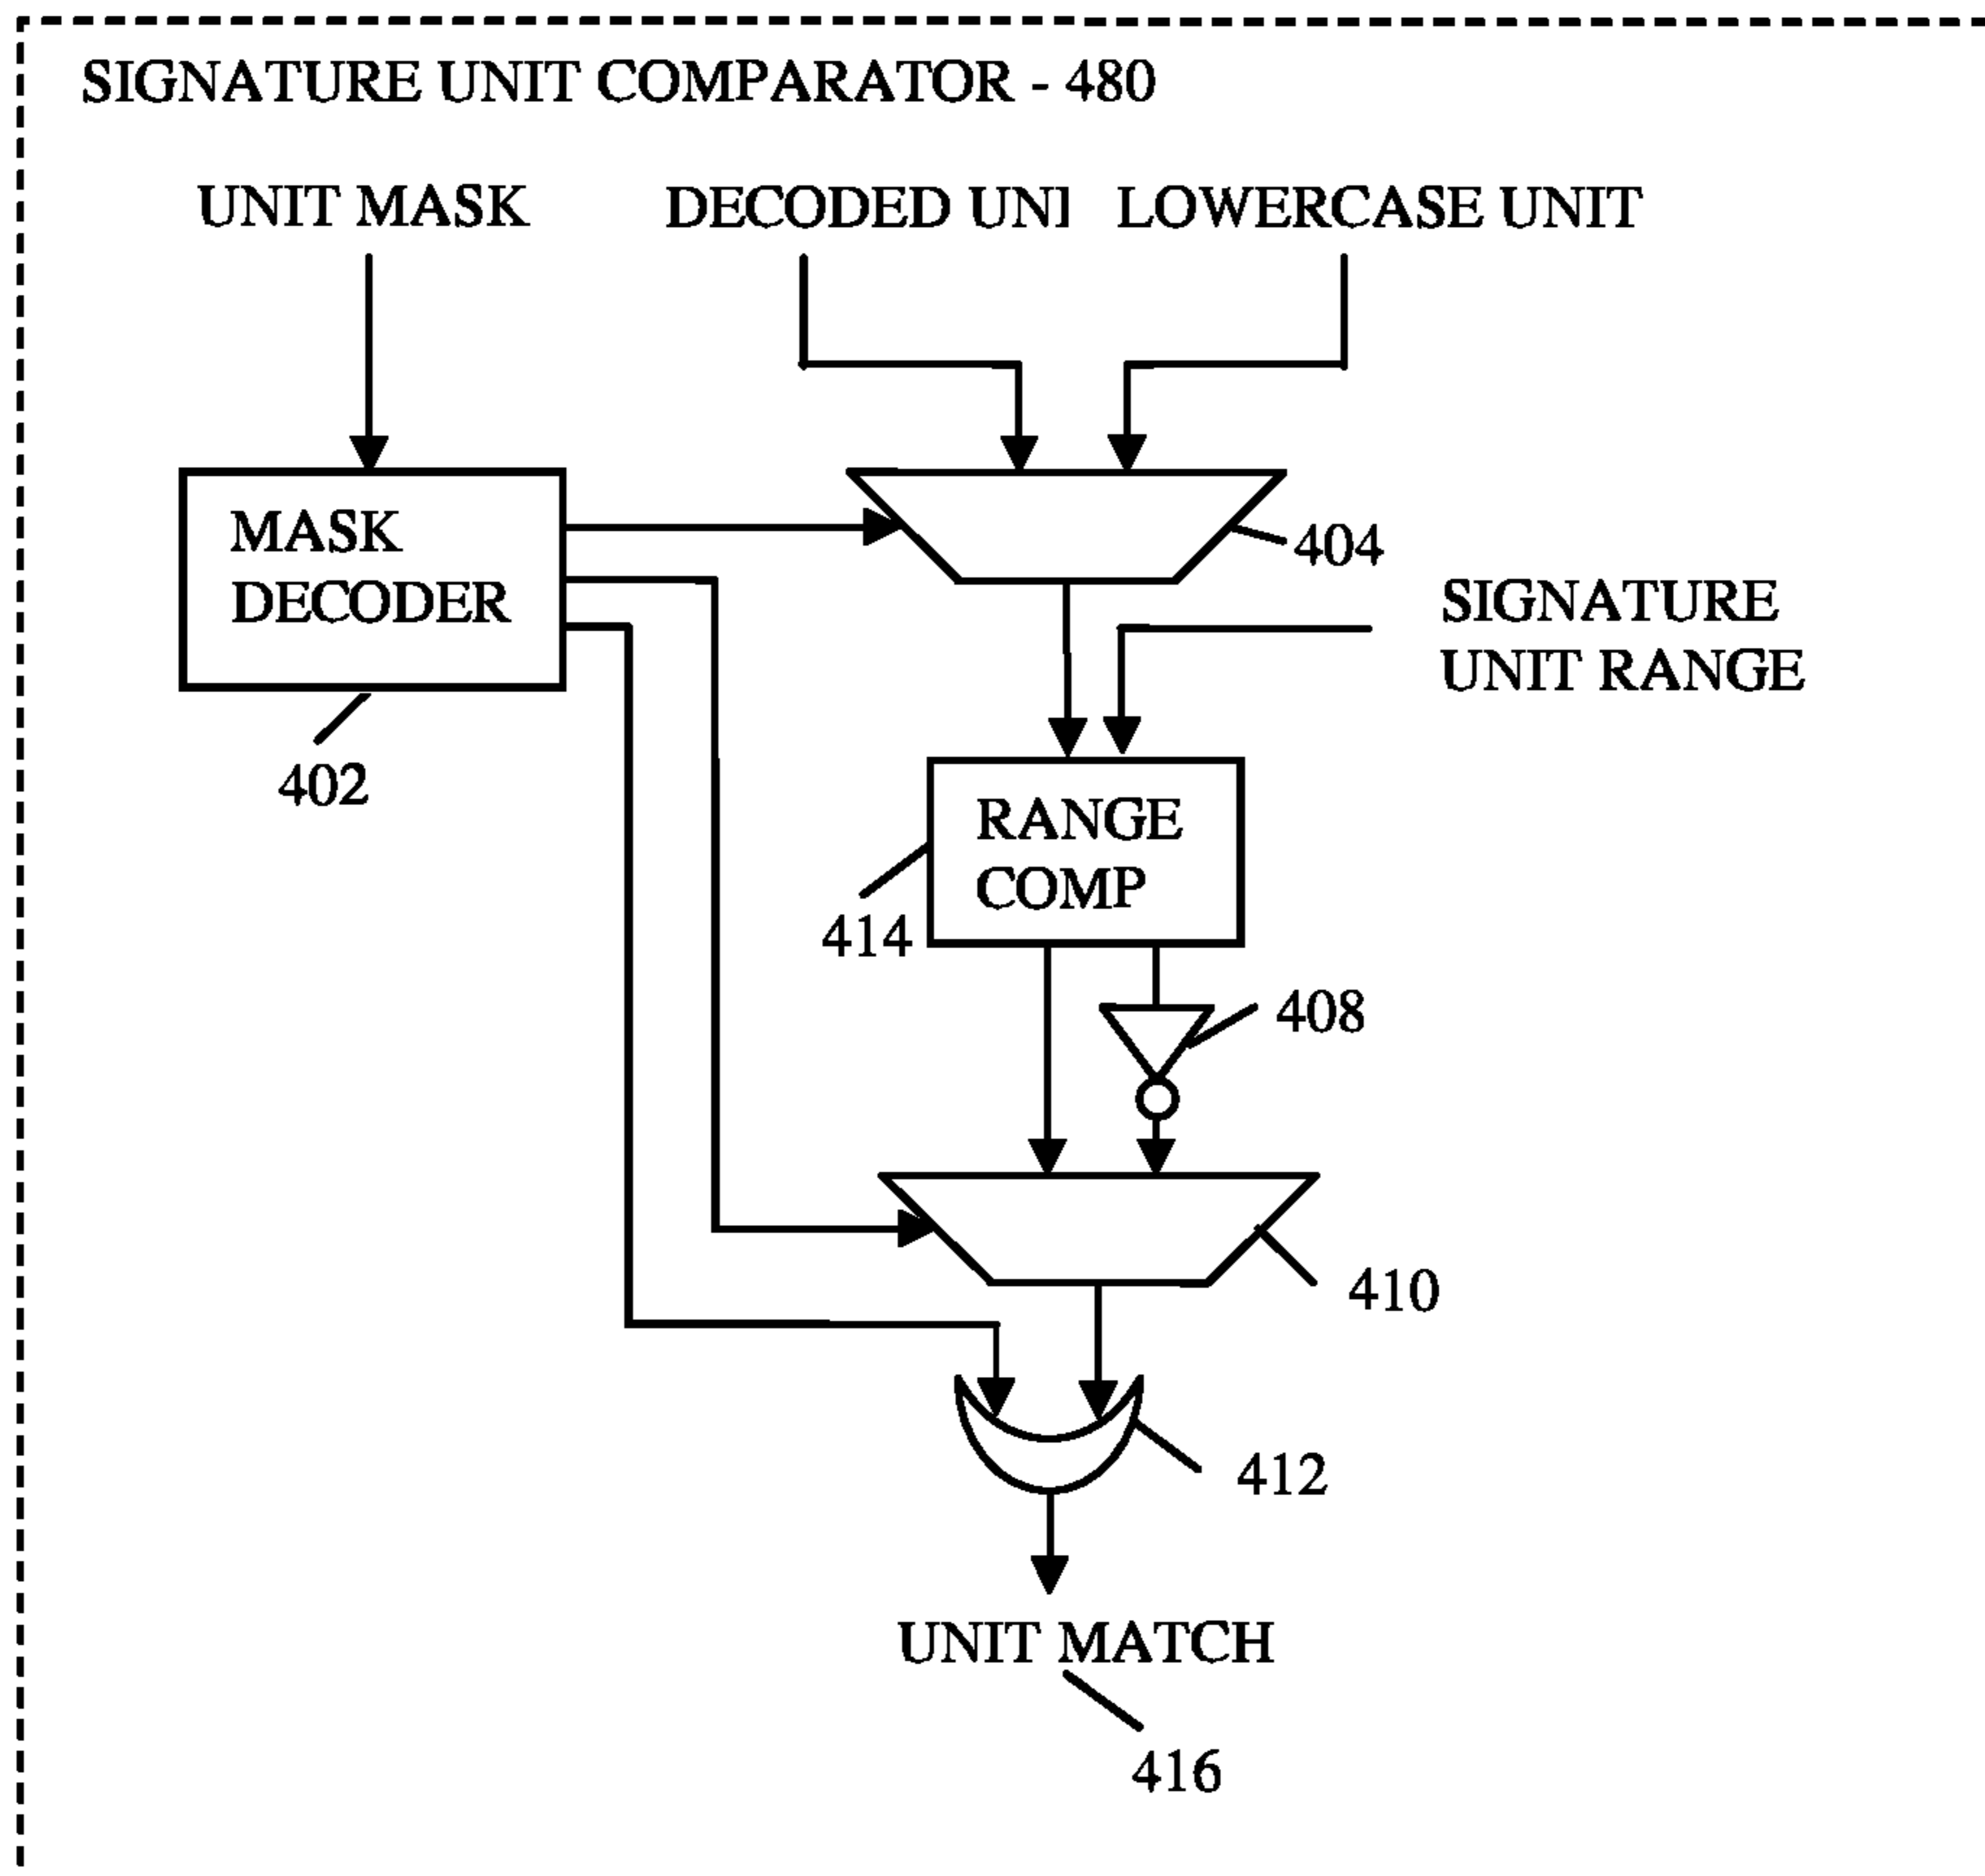 SIGNATURE UNIT COMPARATOR - 480
UNIT MASK
DECODED UNI
LOWERCASE UNIT
MASK
DECODER
404
SIGNATURE
UNIT RANGE
402
RANGE
COMP
414
408
410
412
UNIT MATCH
416